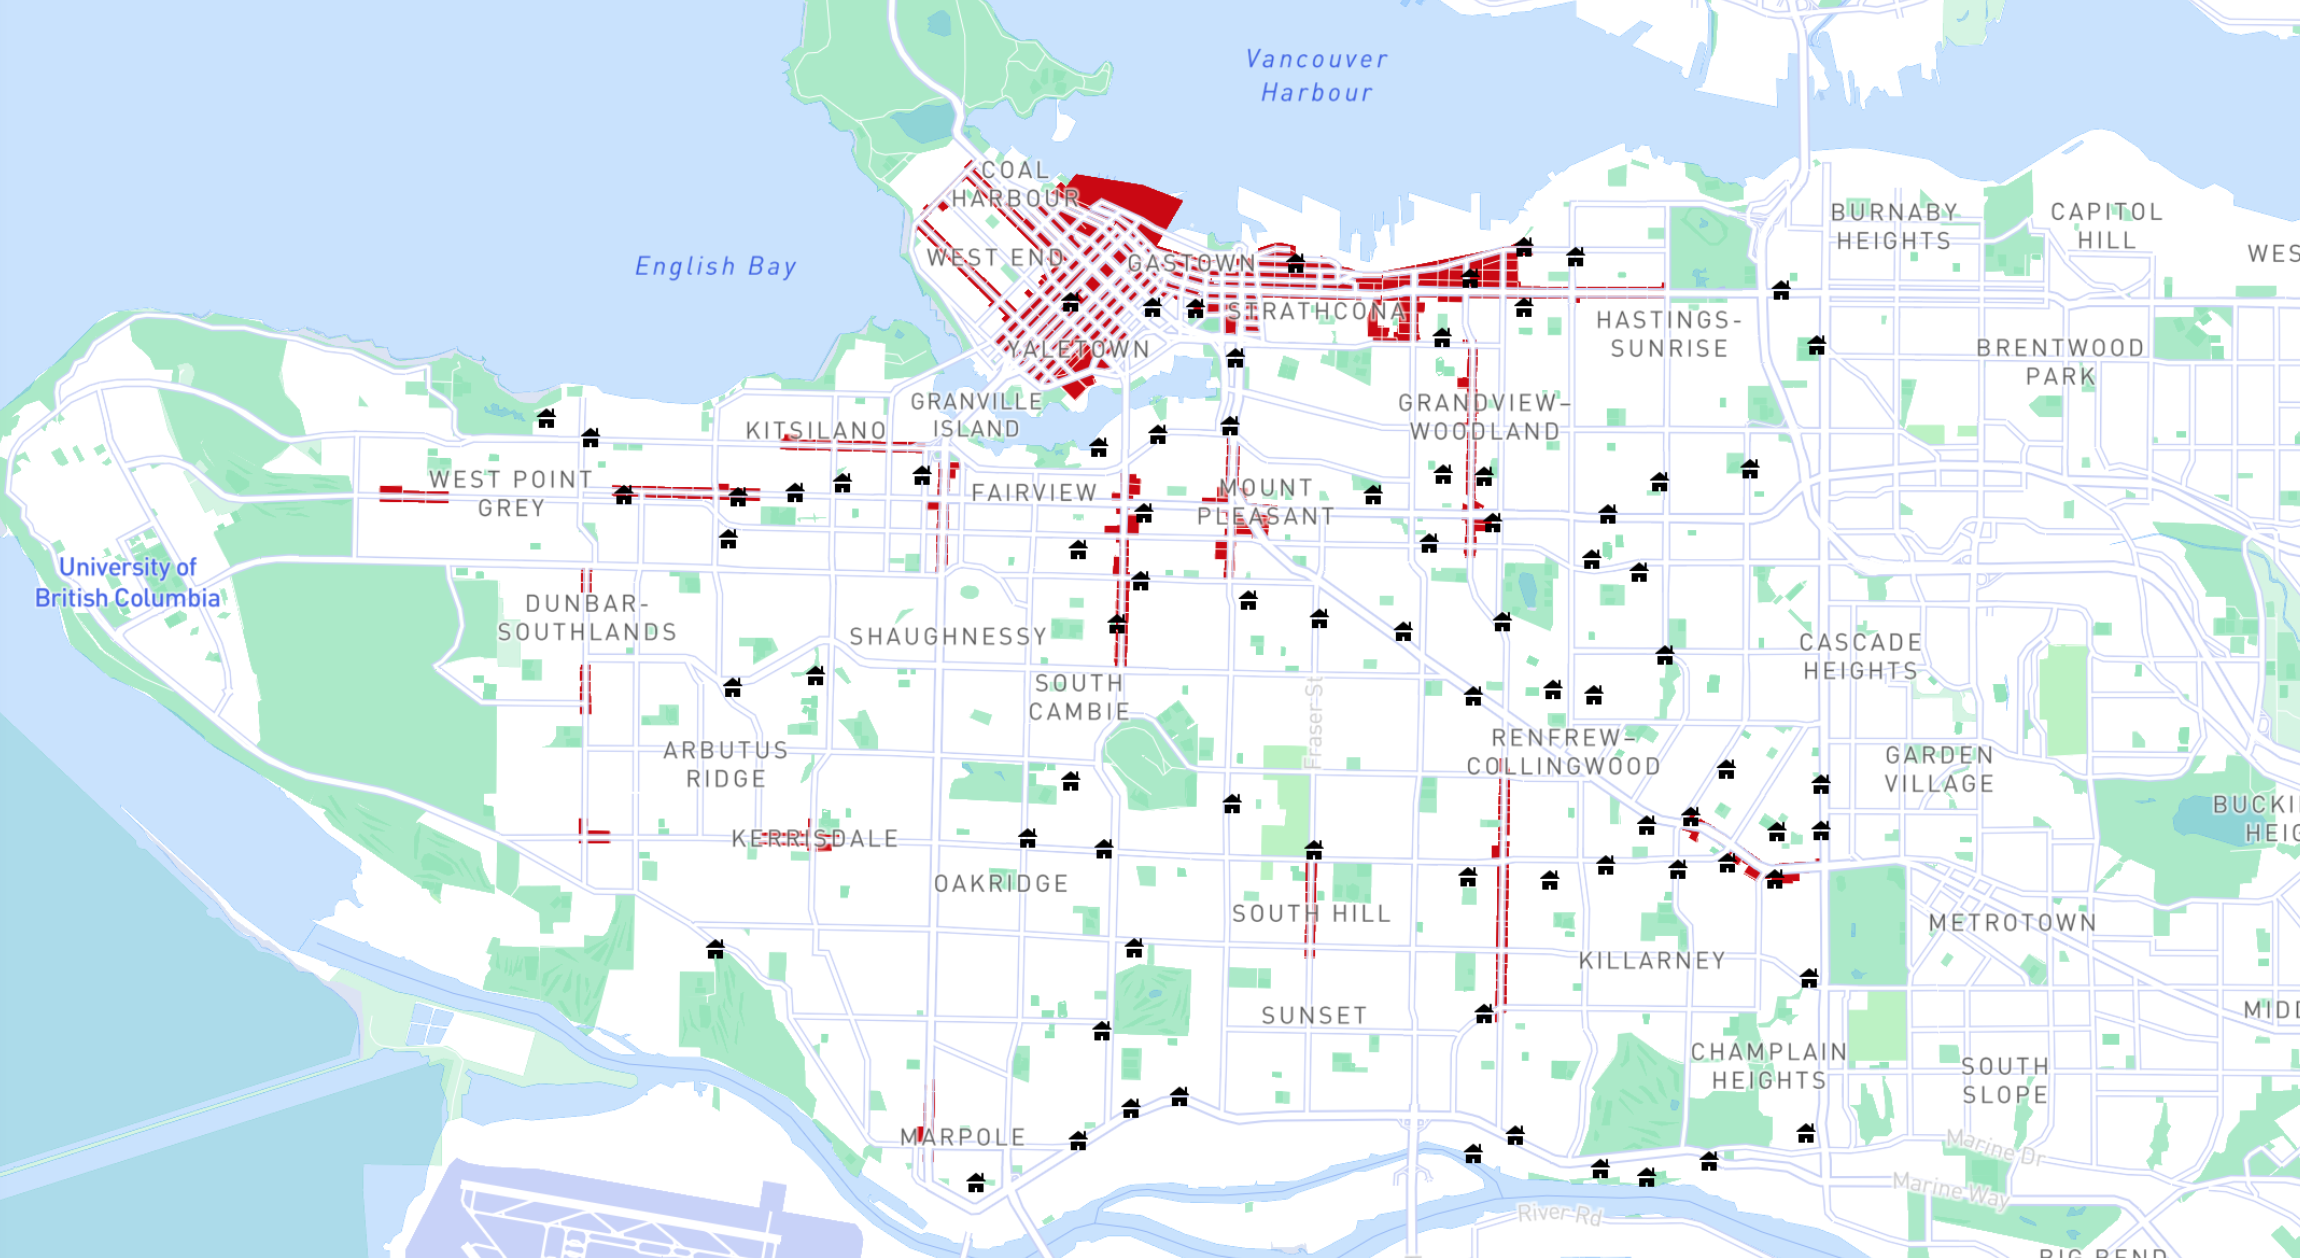 Vancouver
Harbour
COAL
HARBOUR
English Bay
WEST END
GASTOWN
STRATHCONA
YALETOWN
BURNABY
HEIGHTS
CAPITOL
HILL
WES
HASTINGS-
SUNRISE
BRENTWOOD
PARK
GRANVILLE
ISLAND
KITSILANO
GRANDVIEW-
WOODLAND
WEST POINT
GREY
FAIRVIEW
MOUNT
PLEASANT
University of
British Columbia
DUNBAR-
SOUTHLANDS
SHAUGHNESSY
CASCADE
HEIGHTS
SOUTH
CAMBIE
Fraser St
ARBUTUS
RIDGE
RENFREW-
COLLINGWOOD
GARDEN
VILLAGE
BUCKI
HEIG
KERRISDALE
OAKRIDGE
SOUTH HILL
METROTOWN
KILLARNEY
SUNSET
MIDD
CHAMPLAIN
HEIGHTS
SOUTH
SLOPE
MARPOLE
Marine Dr
Marine Way
River Rd
BIG BEND